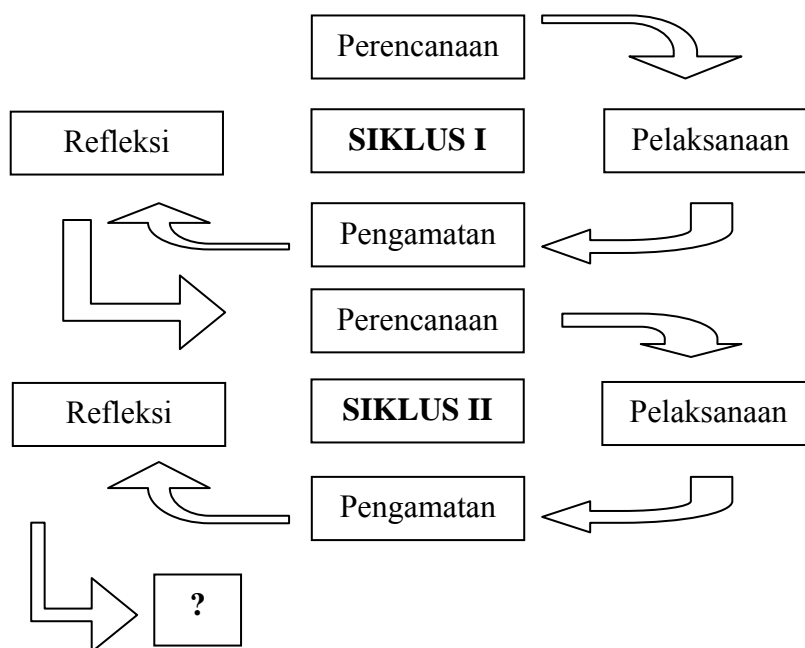 Perencanaan
Refleksi
SIKLUS I
Pelaksanaan
Pengamatan
Perencanaan
Refleksi
SIKLUS II
Pelaksanaan
Pengamatan
?